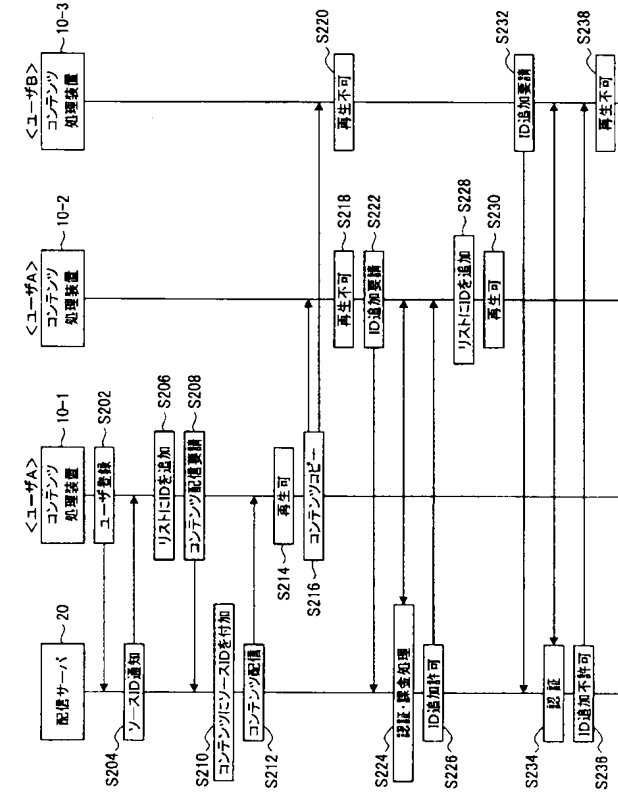 配信サーバ
20
<ユーザA>
コンテンツ
処理装置
10-1
<ユーザA>
コンテンツ
処理装置
10-2
<ユーザB>
コンテンツ
処理装置
10-3
ユーザ登録
S202
ソースID通知
S204
リストにIDを追加
S206
コンテンツ配信要請
S208
コンテンツにソースIDを付加
S210
コンテンツ配信
S212
再生可
S214
コンテンツコピー
S216
再生不可
S218
再生不可
S220
ID追加要請
S222
認証・課金処理
S224
ID追加許可
S226
リストにIDを追加
S228
再生可
S230
ID追加要請
S232
認証
S234
ID追加不許可
S236
再生不可
S238